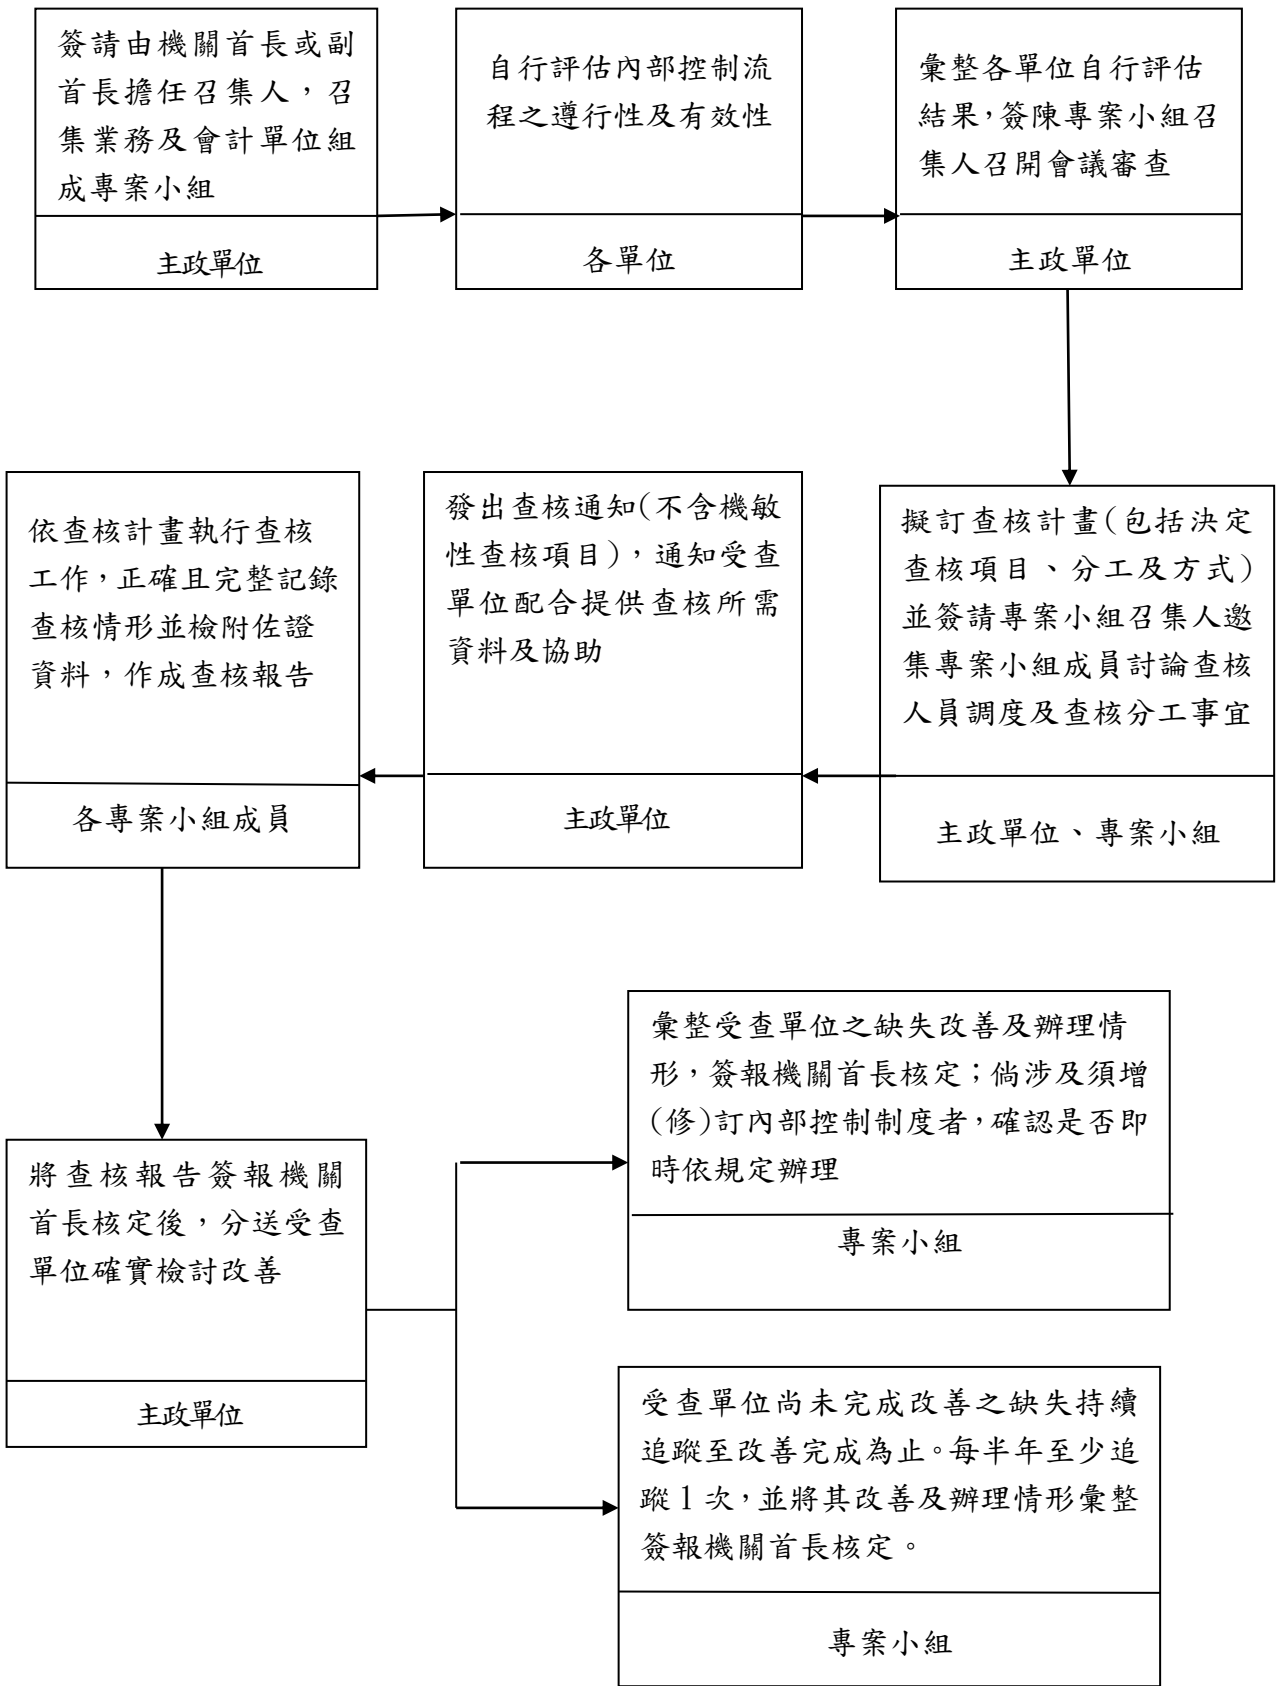 簽請由機關首長或副
首長擔任召集人，召
集業務及會計單位組
成專案小組
主政單位
自行評估內部控制流
程之遵行性及有效性
各單位
彙整各單位自行評估
結果，簽陳專案小組召
集人召開會議審查
主政單位
擬訂查核計畫(包括決定
查核項目、分工及方式)
並簽請專案小組召集人邀
集專案小組成員討論查核
人員調度及查核分工事宜
主政單位、專案小組
發出查核通知(不含機敏
性查核項目)，通知受查
單位配合提供查核所需
資料及協助
主政單位
依查核計畫執行查核
工作，正確且完整記錄
查核情形並檢附佐證
資料，作成查核報告
各專案小組成員
將查核報告簽報機關
首長核定後，分送受查
單位確實檢討改善
主政單位
彙整受查單位之缺失改善及辦理情
形，簽報機關首長核定；倘涉及須增
(修)訂內部控制制度者，確認是否即
時依規定辦理
專案小組
受查單位尚未完成改善之缺失持續
追蹤至改善完成為止。每半年至少追
蹤1次，並將其改善及辦理情形彙整
簽報機關首長核定。
專案小組